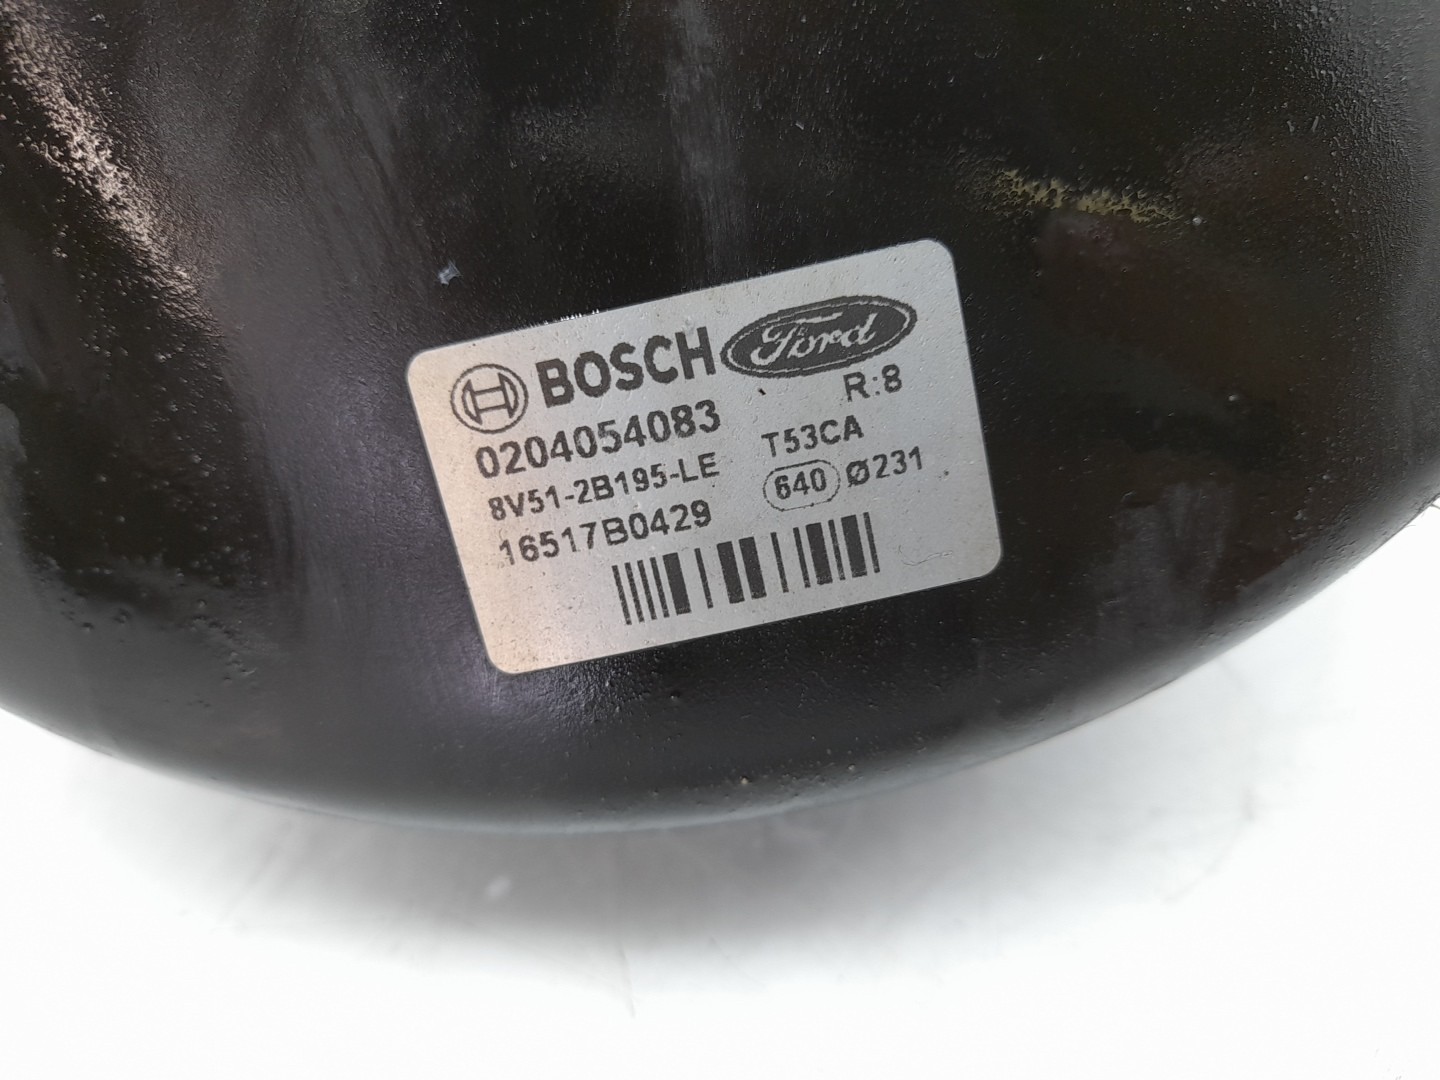 BOSCH Ford
R:8
0204054083
T53CA
8V51-2B195-LE
640 Ø231
16517B0429